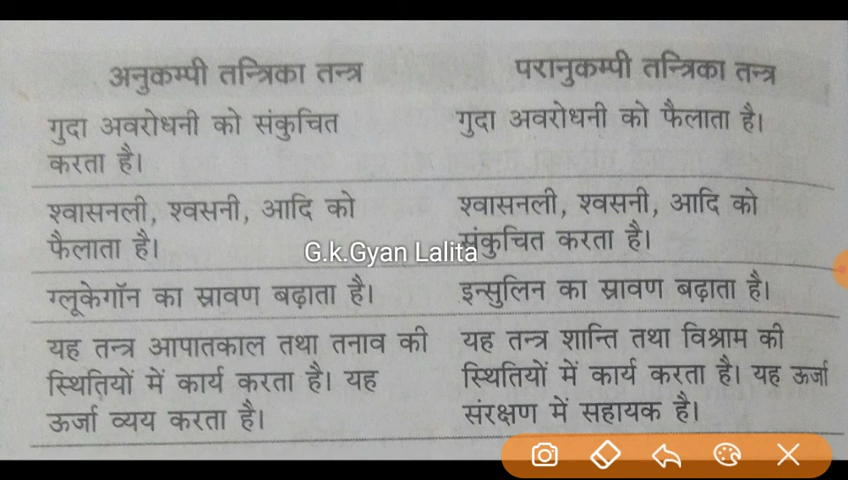 अनुकम्पी तन्त्रिका तन्त्र	परानुकम्पी तन्त्रिका तन्त्र
गुदा अवरोधनी को संकुचित	गुदा अवरोधनी को फैलाता है।
करता है।
श्वासनली, श्वसनी, आदि को	श्वासनली, श्वसनी, आदि को
फैलाता है।	संकुचित करता है।
G.k.Gyan Lalita
ग्लूकेगॉन का स्रावण बढ़ाता है।	इन्सुलिन का स्रावण बढ़ाता है।
यह तन्त्र आपातकाल तथा तनाव की	यह तन्त्र शान्ति तथा विश्राम की
स्थितियों में कार्य करता है। यह	स्थितियों में कार्य करता है। यह ऊर्जा
ऊर्जा व्यय करता है।	संरक्षण में सहायक है।